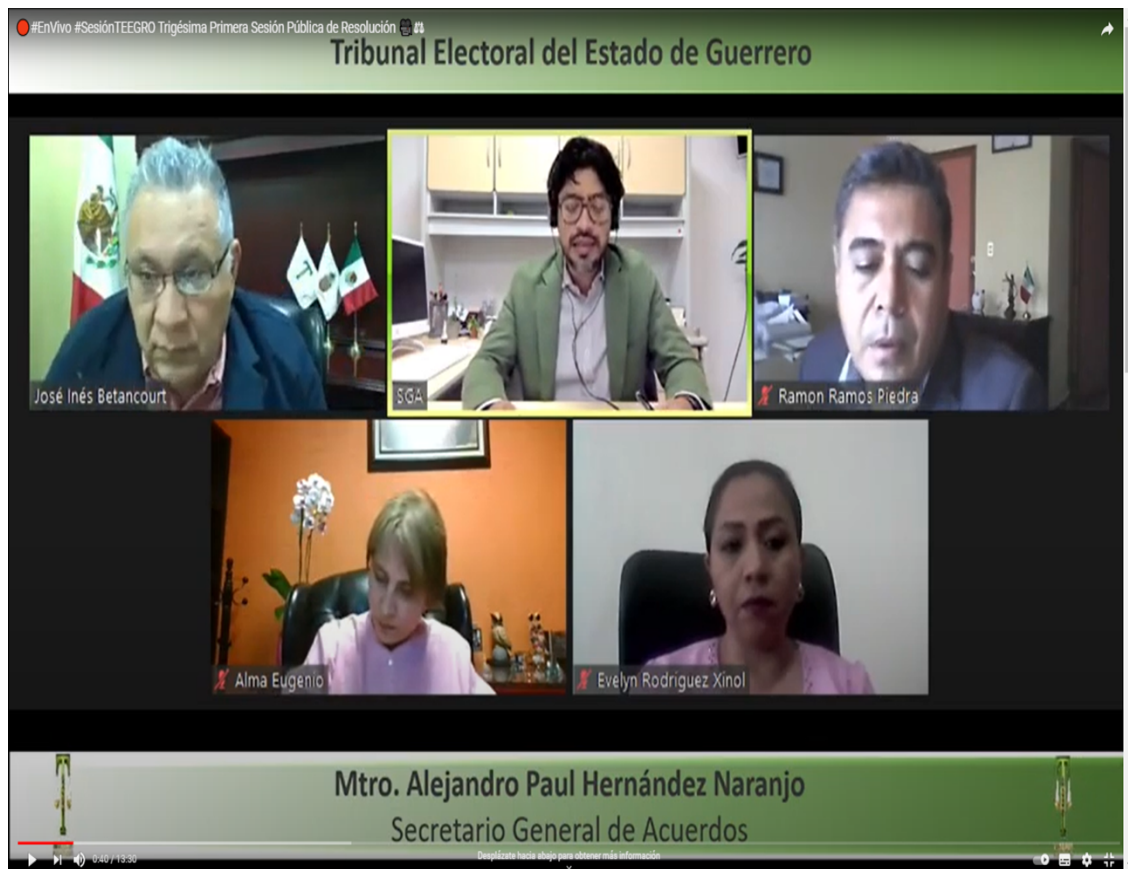 #EnVivo #SesiónTEEGRO Trigésima Primera Sesión Pública de Resolución
Tribunal Electoral del Estado de Guerrero
José Inés Betancourt
SGA
Ramon Ramos Piedra
Alma Eugenio
Evelyn Rodriguez Xinol
Mtro. Alejandro Paul Hernández Naranjo
Secretario General de Acuerdos
0:40 / 13:30
Desplázate hacia abajo para obtener más información